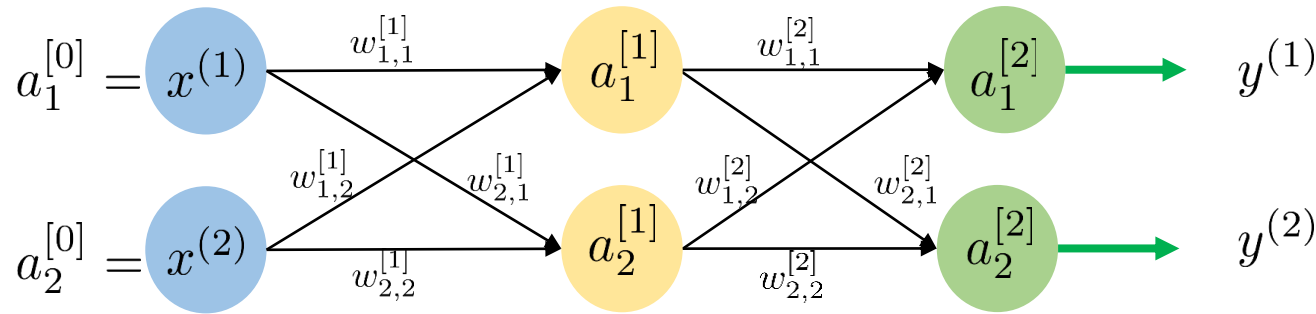 w_{1,1}^{[1]} w_{1,1}^{[2]}
a_1^{[0]} = x^{(1)} a_1^{[1]} a_1^{[2]} y^{(1)}
w_{1,2}^{[1]} w_{2,1}^{[1]} w_{1,2}^{[2]} w_{2,1}^{[2]}
a_2^{[0]} = x^{(2)} a_2^{[1]} a_2^{[2]} y^{(2)}
w_{2,2}^{[1]} w_{2,2}^{[2]}